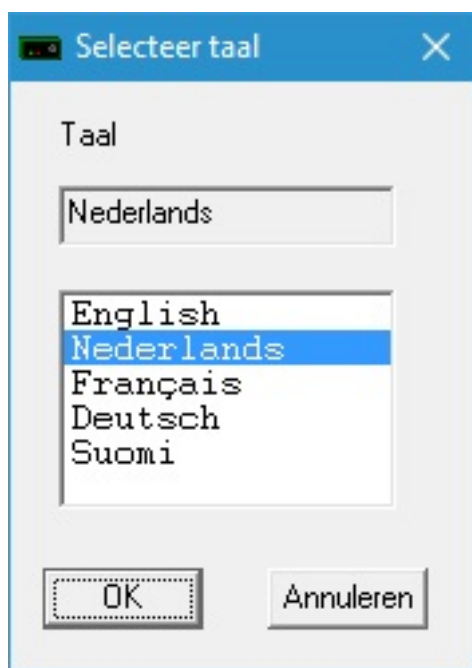 Selecteer taal
Taal
Nederlands
English
Nederlands
Français
Deutsch
Suomi
OK
Annuleren